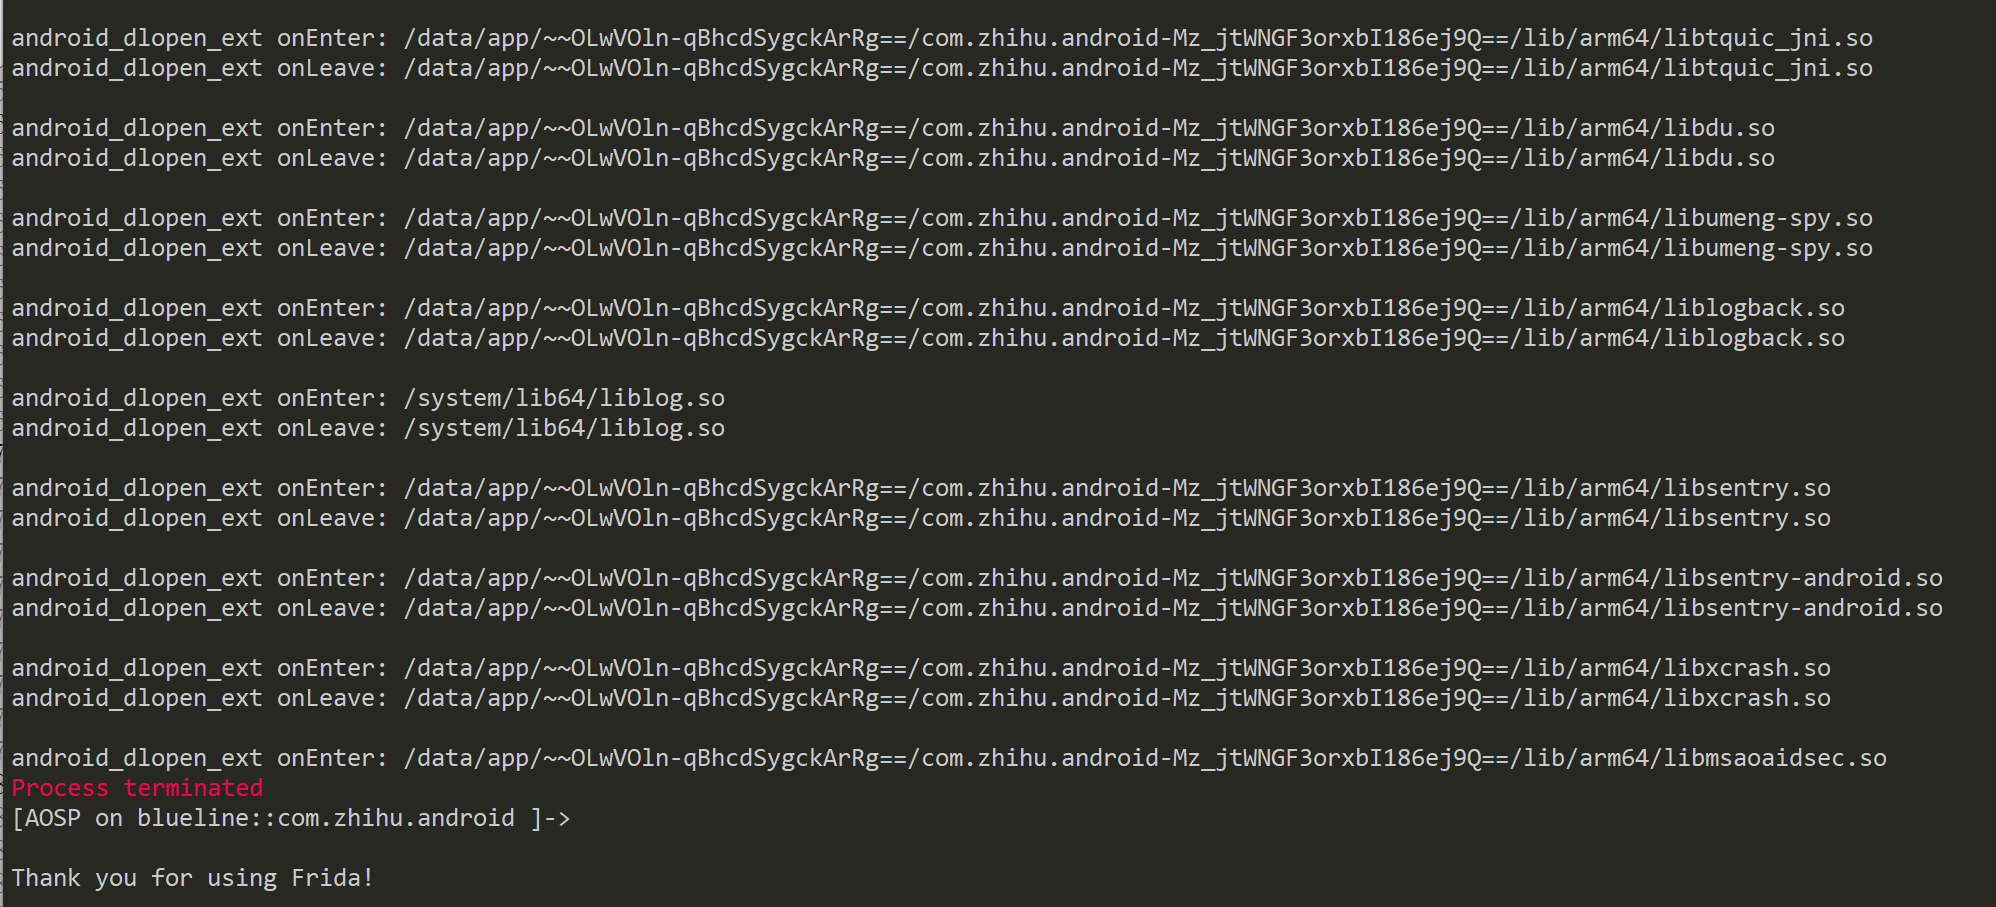 android_dlopen_ext onEnter: /data/app/~~OLwVOln-qBhcdSygckArRg==/com.zhihu.android-Mz_jtWNGF3orxbI186ej9Q==/lib/arm64/libtquic_jni.so
android_dlopen_ext onLeave: /data/app/~~OLwVOln-qBhcdSygckArRg==/com.zhihu.android-Mz_jtWNGF3orxbI186ej9Q==/lib/arm64/libtquic_jni.so
android_dlopen_ext onEnter: /data/app/~~OLwVOln-qBhcdSygckArRg==/com.zhihu.android-Mz_jtWNGF3orxbI186ej9Q==/lib/arm64/libdu.so
android_dlopen_ext onLeave: /data/app/~~OLwVOln-qBhcdSygckArRg==/com.zhihu.android-Mz_jtWNGF3orxbI186ej9Q==/lib/arm64/libdu.so
android_dlopen_ext onEnter: /data/app/~~OLwVOln-qBhcdSygckArRg==/com.zhihu.android-Mz_jtWNGF3orxbI186ej9Q==/lib/arm64/libumeng-spy.so
android_dlopen_ext onLeave: /data/app/~~OLwVOln-qBhcdSygckArRg==/com.zhihu.android-Mz_jtWNGF3orxbI186ej9Q==/lib/arm64/libumeng-spy.so
android_dlopen_ext onEnter: /data/app/~~OLwVOln-qBhcdSygckArRg==/com.zhihu.android-Mz_jtWNGF3orxbI186ej9Q==/lib/arm64/liblogback.so
android_dlopen_ext onLeave: /data/app/~~OLwVOln-qBhcdSygckArRg==/com.zhihu.android-Mz_jtWNGF3orxbI186ej9Q==/lib/arm64/liblogback.so
android_dlopen_ext onEnter: /system/lib64/liblog.so
android_dlopen_ext onLeave: /system/lib64/liblog.so
android_dlopen_ext onEnter: /data/app/~~OLwVOln-qBhcdSygckArRg==/com.zhihu.android-Mz_jtWNGF3orxbI186ej9Q==/lib/arm64/libsentry.so
android_dlopen_ext onLeave: /data/app/~~OLwVOln-qBhcdSygckArRg==/com.zhihu.android-Mz_jtWNGF3orxbI186ej9Q==/lib/arm64/libsentry.so
android_dlopen_ext onEnter: /data/app/~~OLwVOln-qBhcdSygckArRg==/com.zhihu.android-Mz_jtWNGF3orxbI186ej9Q==/lib/arm64/libsentry-android.so
android_dlopen_ext onLeave: /data/app/~~OLwVOln-qBhcdSygckArRg==/com.zhihu.android-Mz_jtWNGF3orxbI186ej9Q==/lib/arm64/libsentry-android.so
android_dlopen_ext onEnter: /data/app/~~OLwVOln-qBhcdSygckArRg==/com.zhihu.android-Mz_jtWNGF3orxbI186ej9Q==/lib/arm64/libxcrash.so
android_dlopen_ext onLeave: /data/app/~~OLwVOln-qBhcdSygckArRg==/com.zhihu.android-Mz_jtWNGF3orxbI186ej9Q==/lib/arm64/libxcrash.so
android_dlopen_ext onEnter: /data/app/~~OLwVOln-qBhcdSygckArRg==/com.zhihu.android-Mz_jtWNGF3orxbI186ej9Q==/lib/arm64/libmsaoaidsec.so
Process terminated
[AOSP on blueline::com.zhihu.android ]->
Thank you for using Frida!